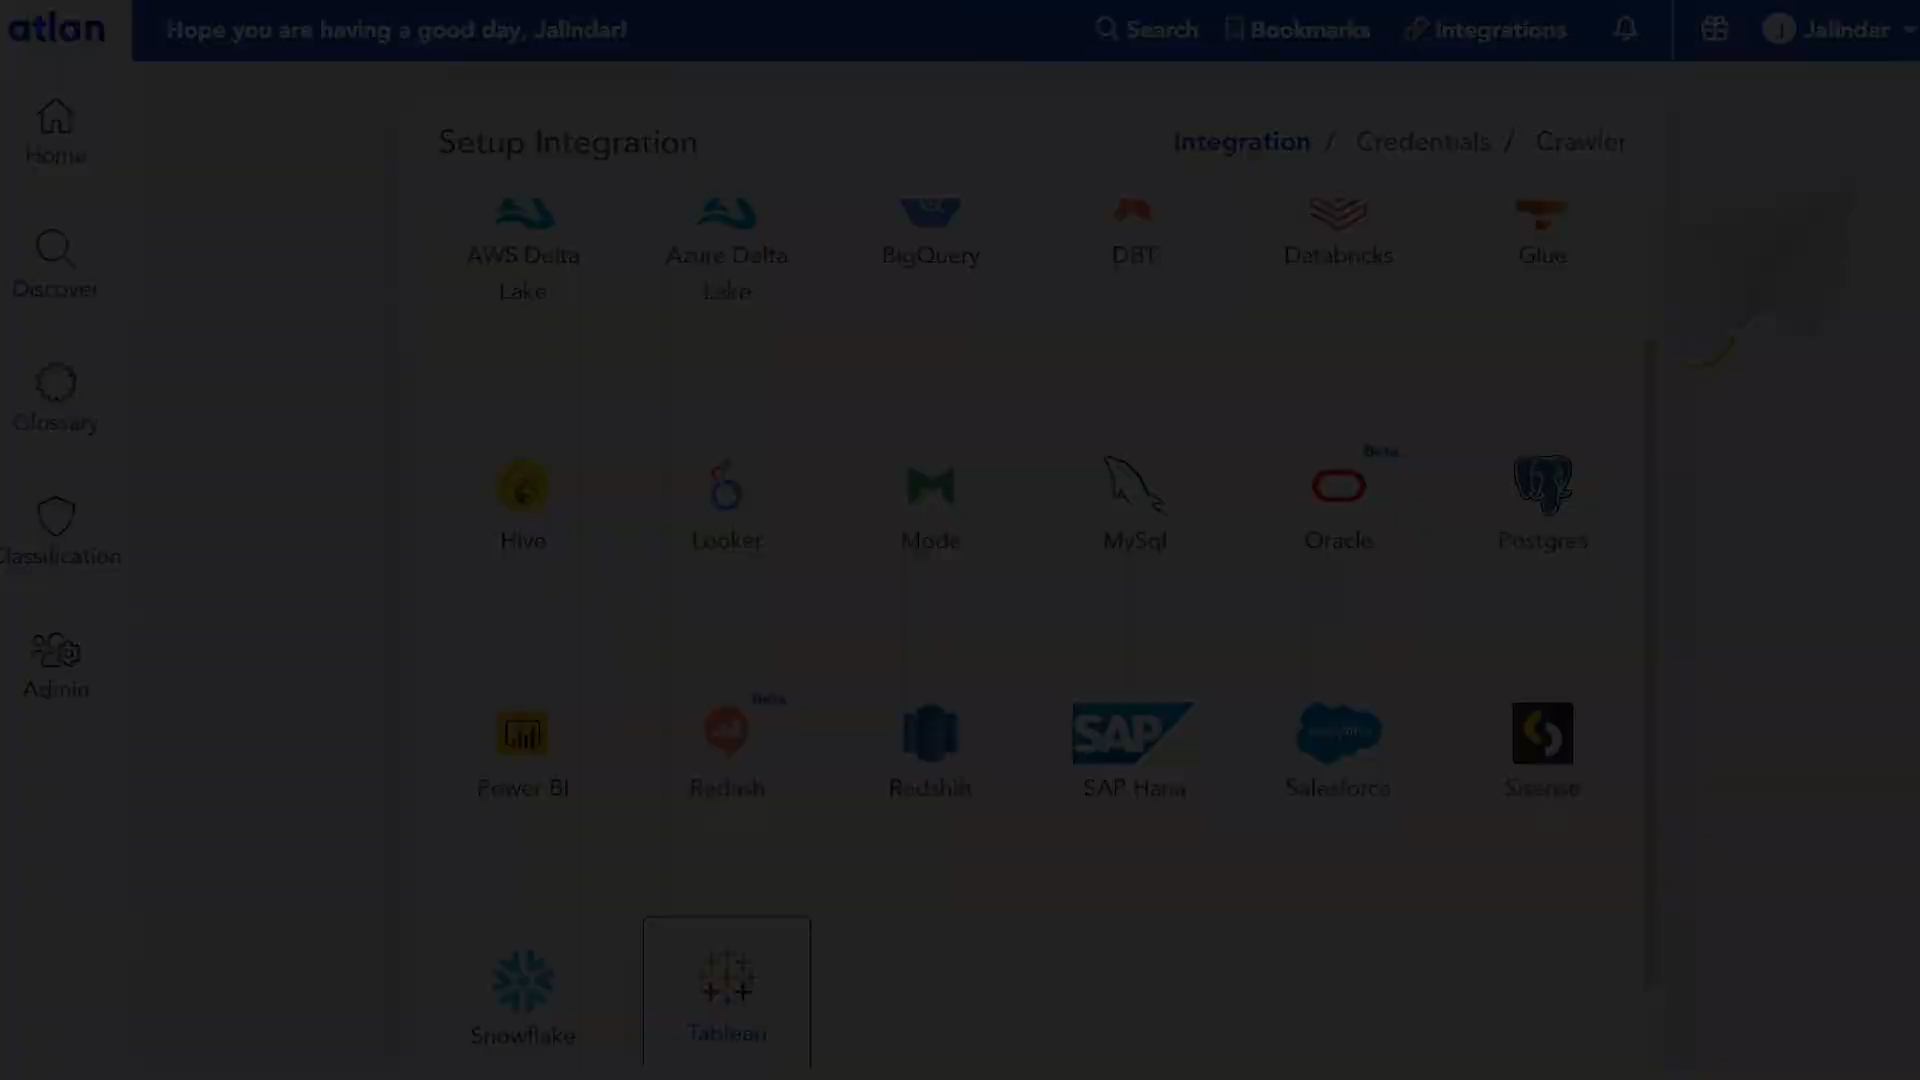 atlan
Hope you are having a good day, Jalindar!
Search
Bookmarks
Integrations
J
Jalindar
Home
Discover
Glossary
Classification
Admin
Setup Integration
Integration / Credentials / Crawler
AWS Delta
Lake
Azure Delta
Lake
BigQuery
DBT
Databricks
Glue
Hive
Looker
Mode
MySql
Beta
Oracle
Postgres
Power BI
Beta
Redash
Redshift
SAP
SAP Hana
salesforce
Salesforce
Sisense
Snowflake
Tableau